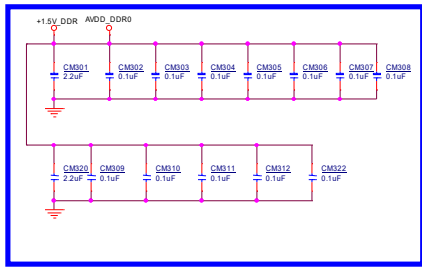 +1.5V_DDR AVDD_DDR0
CM301 CM302 CM303 CM304 CM305 CM306 CM307 CM308
2.2uF 0.1uF 0.1uF 0.1uF 0.1uF 0.1uF 0.1uF 0.1uF
CM320 CM309 CM310 CM311 CM312 CM322
2.2uF 0.1uF 0.1uF 0.1uF 0.1uF 0.1uF